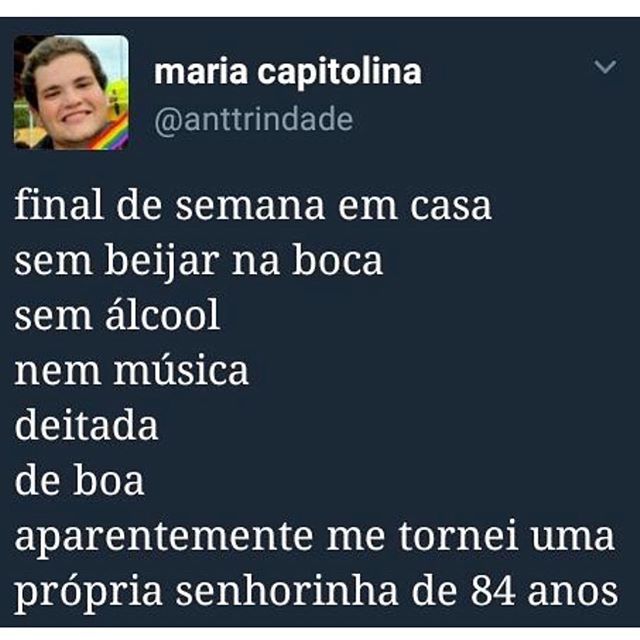 maria capitolina
@anttrindade
final de semana em casa
sem beijar na boca
sem álcool
nem música
deitada
de boa
aparentemente me tornei uma
própria senhorinha de 84 anos